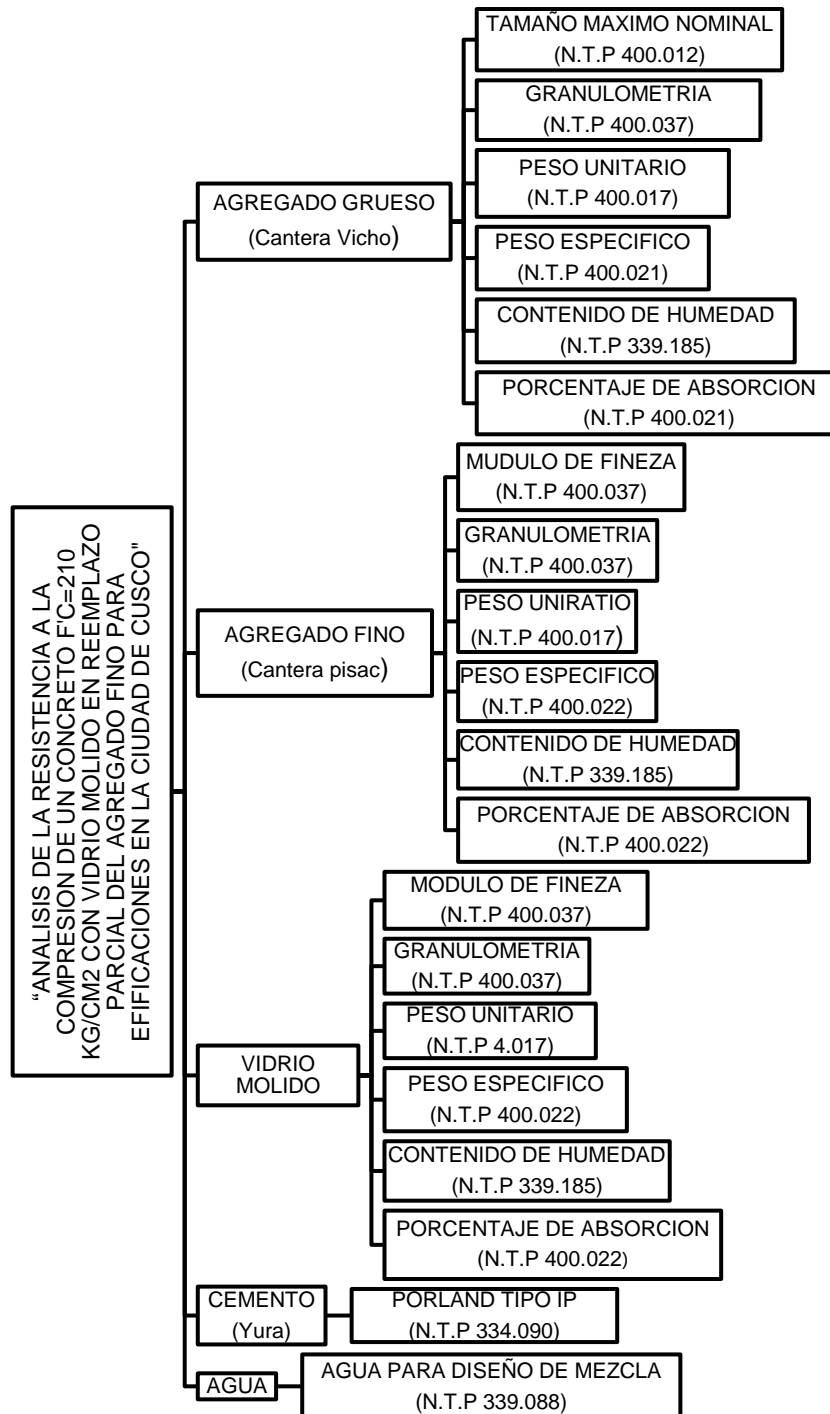 “ANALISIS DE LA RESISTENCIA A LA
COMPRESION DE UN CONCRETO F'C=210
KG/CM2 CON VIDRIO MOLIDO EN REEMPLAZO
PARCIAL DEL AGREGADO FINO PARA
EFIFICACIONES EN LA CIUDAD DE CUSCO"
AGREGADO GRUESO
(Cantera Vicho)
TAMAÑO MAXIMO NOMINAL
(N.T.P 400.012)
GRANULOMETRIA
(N.T.P 400.037)
PESO UNITARIO
(N.T.P 400.017)
PESO ESPECIFICO
(N.T.P 400.021)
CONTENIDO DE HUMEDAD
(N.T.P 339.185)
PORCENTAJE DE ABSORCION
(N.T.P 400.021)
AGREGADO FINO
(Cantera pisac)
MUDULO DE FINEZA
(N.T.P 400.037)
GRANULOMETRIA
(N.T.P 400.037)
PESO UNIRATIO
(N.T.P 400.017)
PESO ESPECIFICO
(N.T.P 400.022)
CONTENIDO DE HUMEDAD
(N.T.P 339.185)
PORCENTAJE DE ABSORCION
(N.T.P 400.022)
VIDRIO
MOLIDO
MODULO DE FINEZA
(N.T.P 400.037)
GRANULOMETRIA
(N.T.P 400.037)
PESO UNITARIO
(N.T.P 4.017)
PESO ESPECIFICO
(N.T.P 400.022)
CONTENIDO DE HUMEDAD
(N.T.P 339.185)
PORCENTAJE DE ABSORCION
(N.T.P 400.022)
CEMENTO
(Yura)
PORLAND TIPO IP
(N.T.P 334.090)
AGUA
AGUA PARA DISEÑO DE MEZCLA
(N.T.P 339.088)